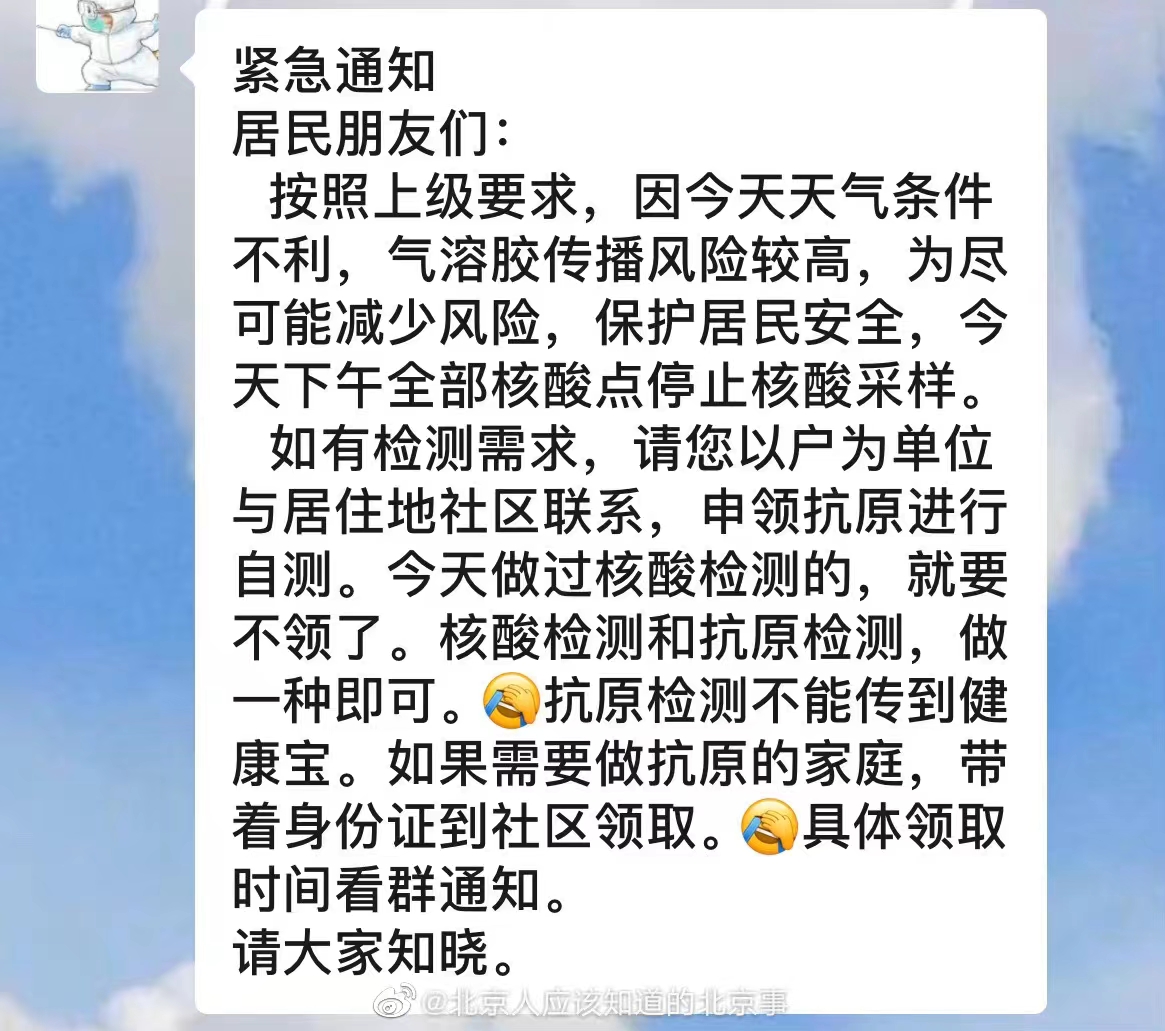 紧急通知
居民朋友们：
按照上级要求，因今天天气条件
不利，气溶胶传播风险较高，为尽
可能减少风险，保护居民安全，今
天下午全部核酸点停止核酸采样。
如有检测需求，请您以户为单位
与居住地社区联系，申领抗原进行
自测。今天做过核酸检测的，就要
不领了。核酸检测和抗原检测，做
一种即可。🤦抗原检测不能传到健
康宝。如果需要做抗原的家庭，带
着身份证到社区领取。🤦具体领取
时间看群通知。
请大家知晓。
@北京人应该知道的北京事